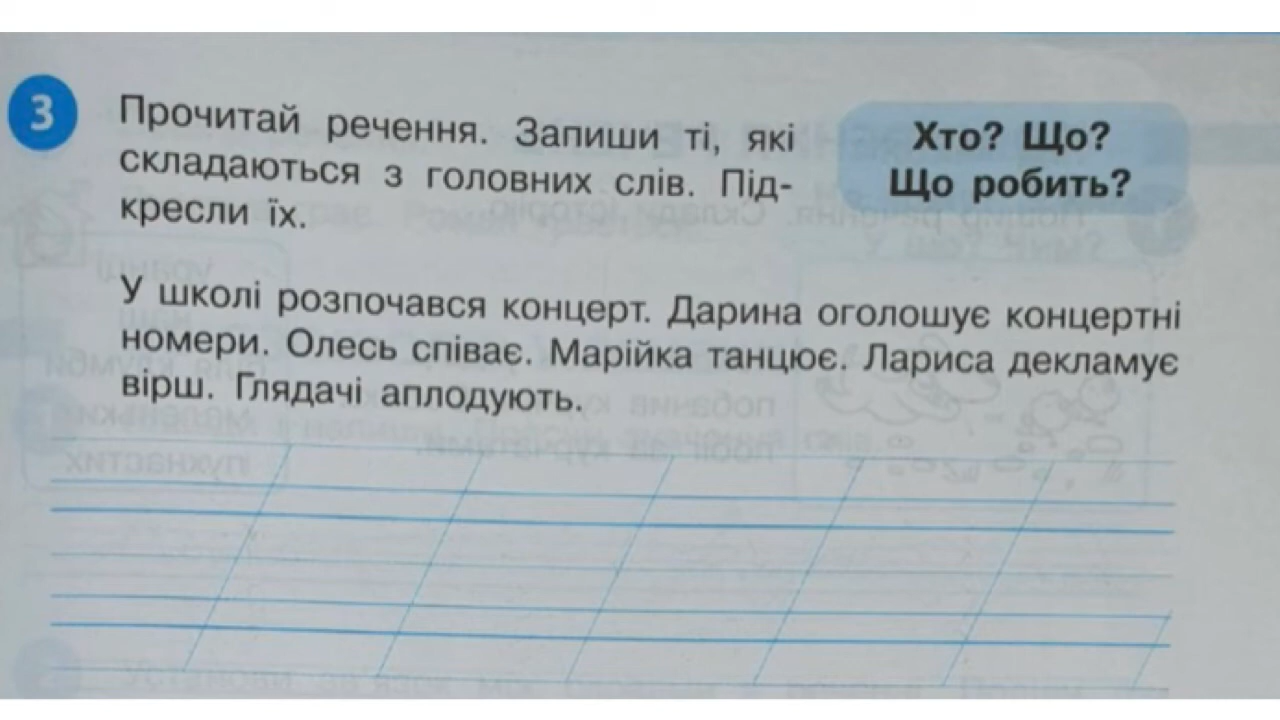 3
Прочитай речення. Запиши ті, які
складаються з головних слів. Під-
кресли їх.
Хто? Що?
Що робить?
У школі розпочався концерт. Дарина оголошує концертні
номери. Олесь співає. Марійка танцює. Лариса декламує
вірш. Глядачі аплодують.